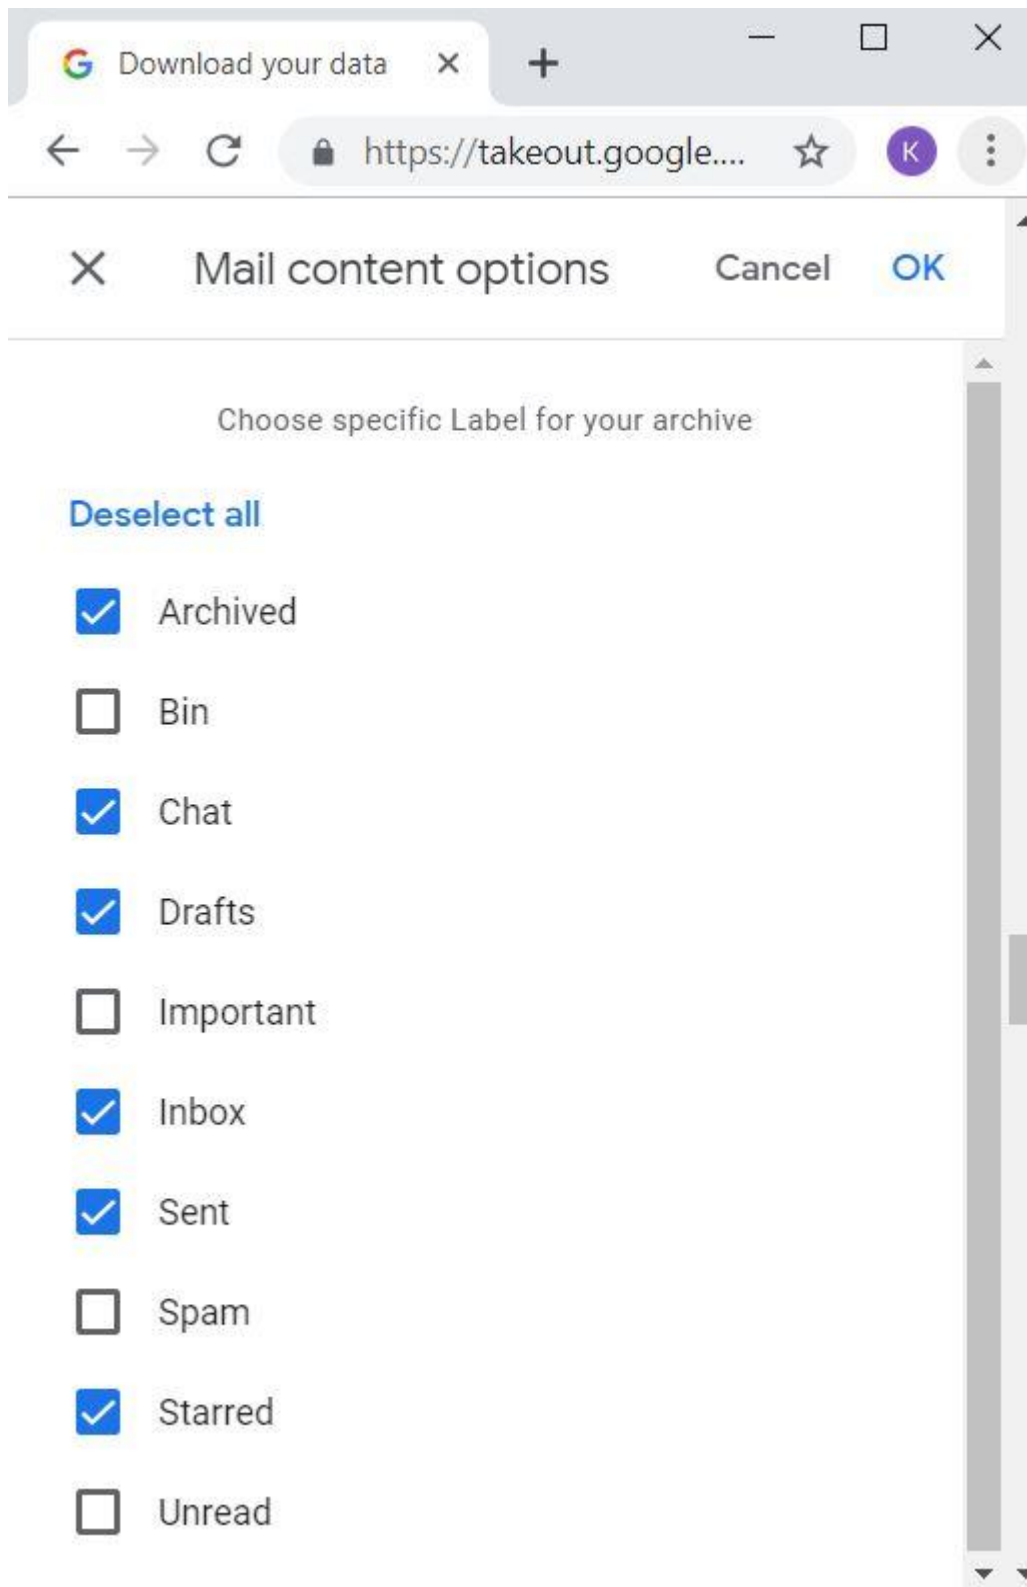 Download your data
https://takeout.google....
K
Mail content options Cancel OK
Choose specific Label for your archive
Deselect all
Archived
Bin
Chat
Drafts
Important
Inbox
Sent
Spam
Starred
Unread